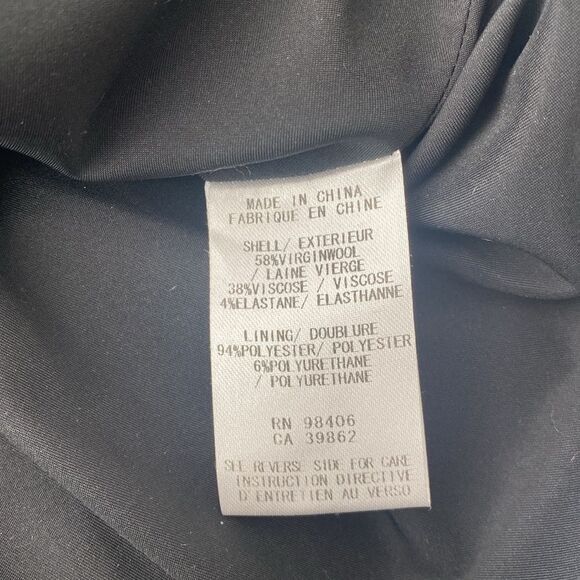 MADE IN CHINA
FABRIQUE EN CHINE
SHELL/ EXTERIEUR
58%VIRGINWOOL
/ LAINE VIERGE
38%VISCOSE / VISCOSE
4%ELASTANE/ ELASTHANNE
LINING/ DOUBLURE
94%POLYESTER/ POLYESTER
6%POLYURETHANE
/ POLYURETHANE
RN 98406
CA 39862
SEE REVERSE SIDE FOR CARE
INSTRUCTION DIRECTIVE
D'ENTRETIEN AU VERSO